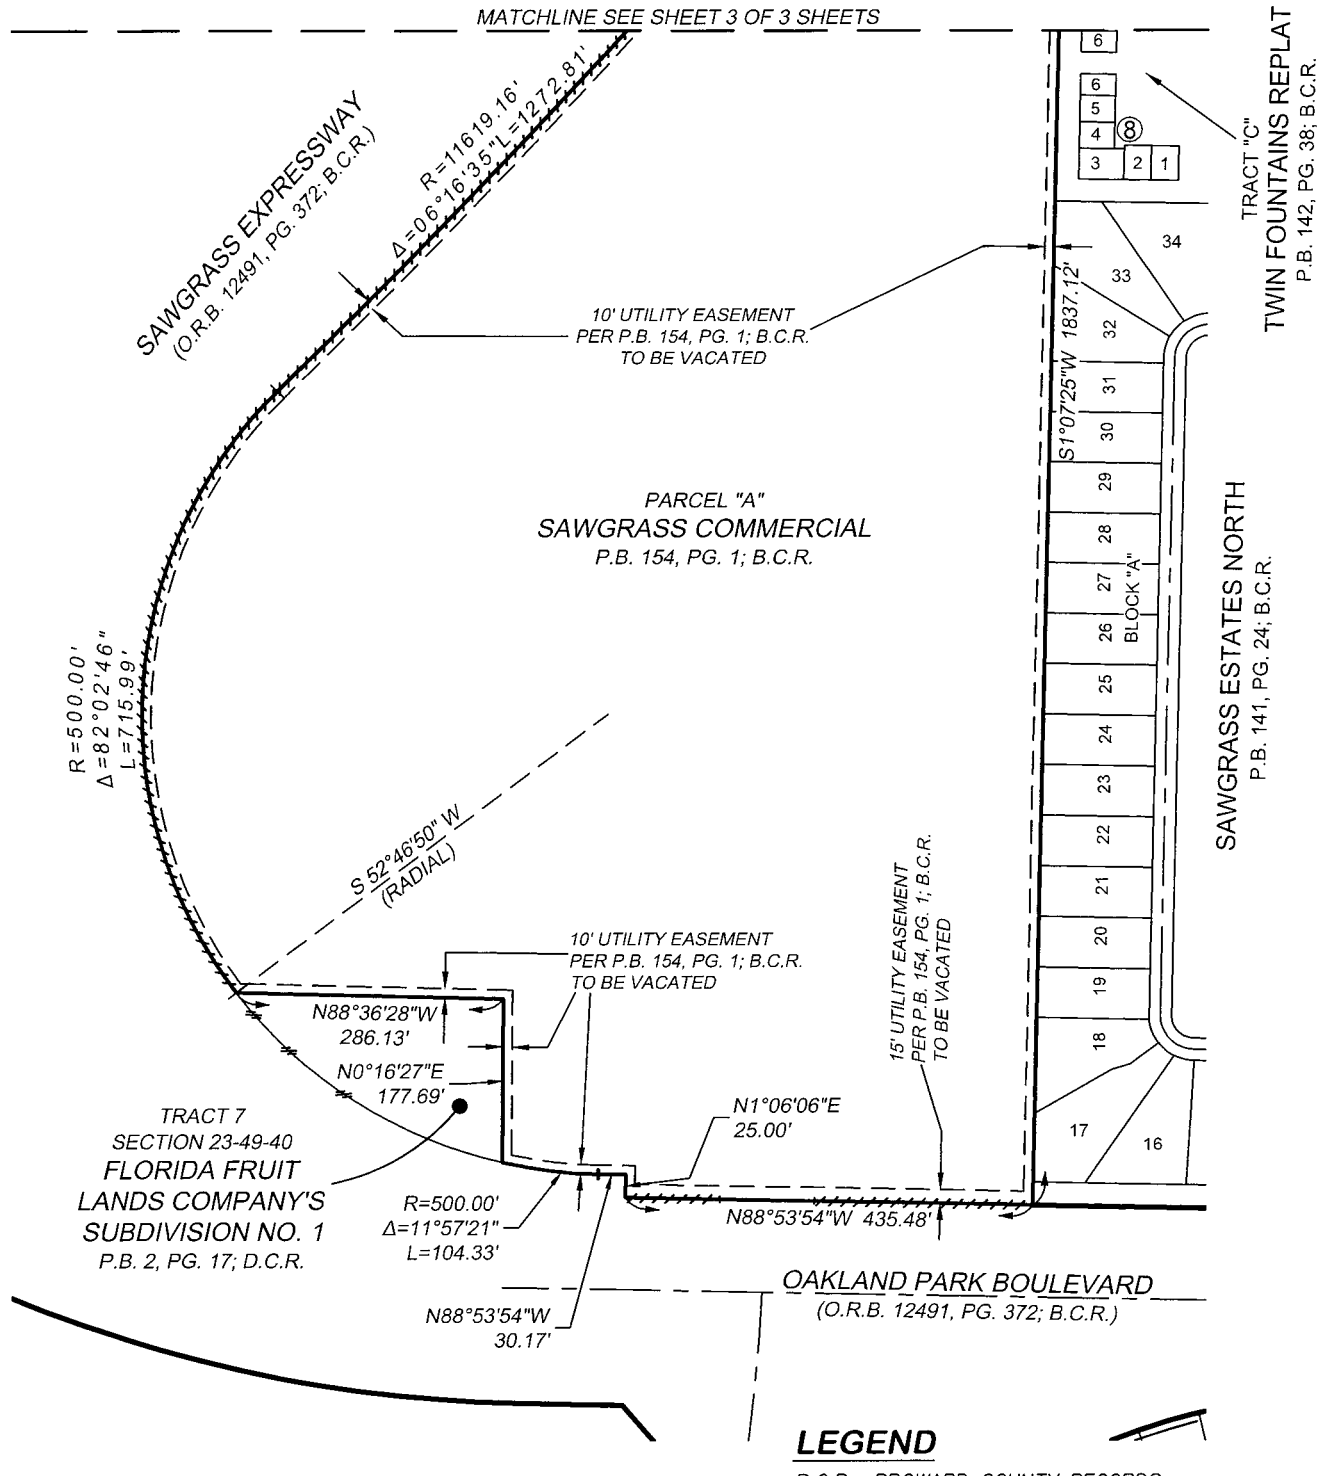 MATCHLINE SEE SHEET 3 OF 3 SHEETS
SAWGRASS EXPRESSWAY
(O.R.B. 12491, PG. 372; B.C.R.)
R=11619.16'
Δ=06°16'35" L=1272.81'
TRACT "C"
TWIN FOUNTAINS REPLAT
P.B. 142, PG. 38; B.C.R.
6
6
5
4
8
3
2
1
34
33
32
31
30
29
28
27
26
25
24
23
22
21
20
19
18
17
16
BLOCK "A"
S1°07'25"W 1837.12'
10' UTILITY EASEMENT
PER P.B. 154, PG. 1; B.C.R.
TO BE VACATED
PARCEL "A"
SAWGRASS COMMERCIAL
P.B. 154, PG. 1; B.C.R.
SAWGRASS ESTATES NORTH
P.B. 141, PG. 24; B.C.R.
R=500.00'
Δ=82°02'46"
L=715.99'
S 52°46'50" W
(RADIAL)
15' UTILITY EASEMENT
PER P.B. 154, PG. 1; B.C.R.
TO BE VACATED
10' UTILITY EASEMENT
PER P.B. 154, PG. 1; B.C.R.
TO BE VACATED
N88°36'28"W
286.13'
N0°16'27"E
177.69'
N1°06'06"E
25.00'
TRACT 7
SECTION 23-49-40
FLORIDA FRUIT
LANDS COMPANY'S
SUBDIVISION NO. 1
P.B. 2, PG. 17; D.C.R.
R=500.00'
Δ=11°57'21"
L=104.33'
N88°53'54"W 435.48'
N88°53'54"W
30.17'
OAKLAND PARK BOULEVARD
(O.R.B. 12491, PG. 372; B.C.R.)
LEGEND